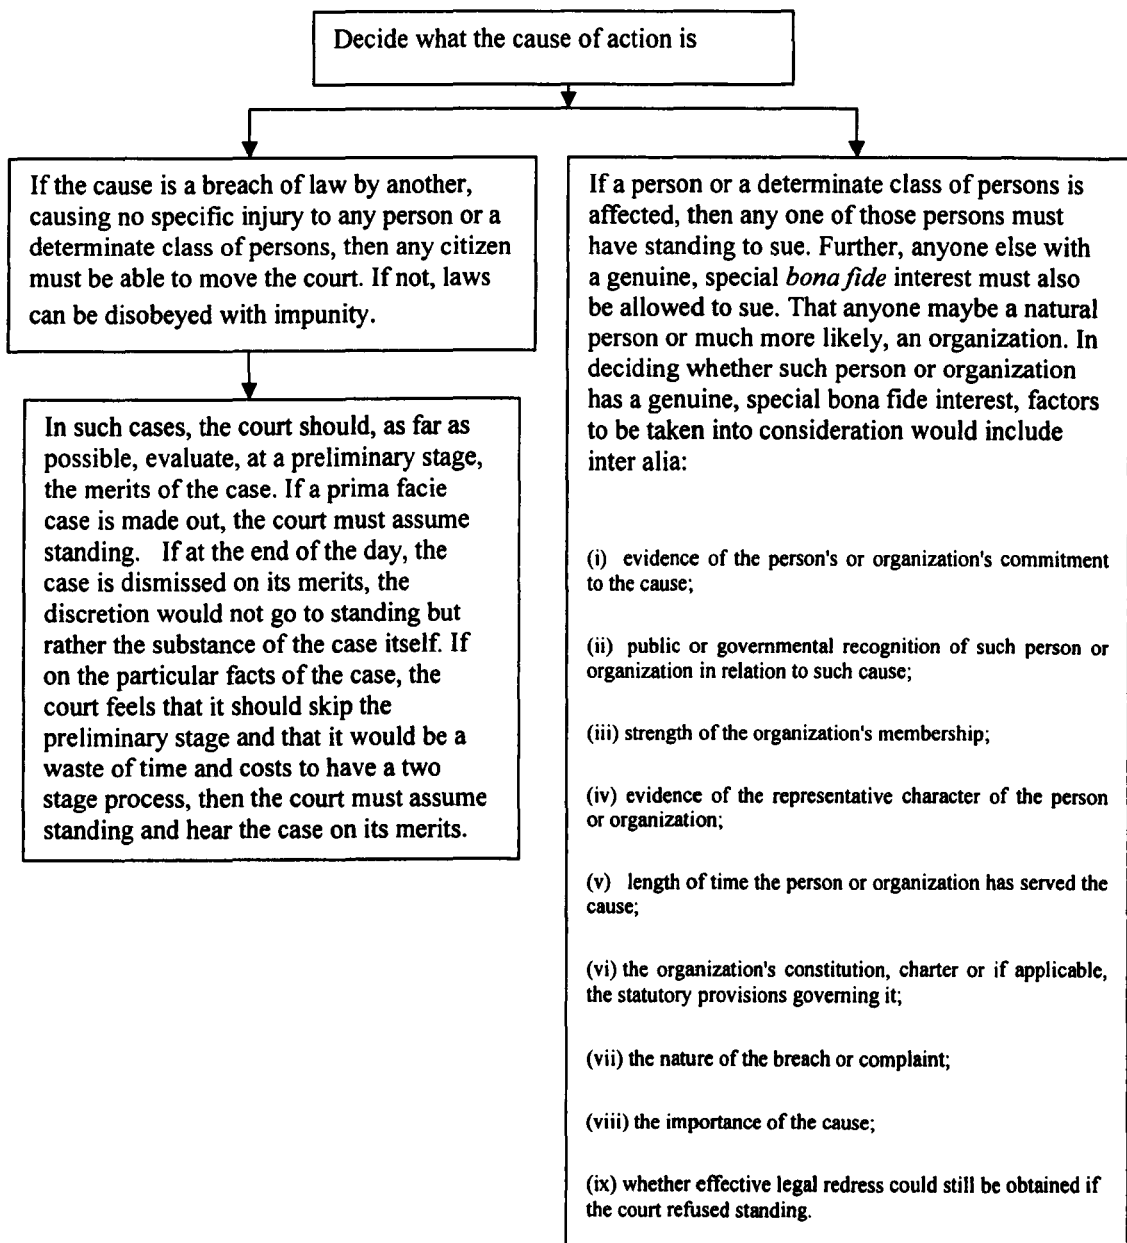 Decide what the cause of action is
If the cause is a breach of law by another,
causing no specific injury to any person or a
determinate class of persons, then any citizen
must be able to move the court. If not, laws
can be disobeyed with impunity.
In such cases, the court should, as far as
possible, evaluate, at a preliminary stage,
the merits of the case. If a prima facie
case is made out, the court must assume
standing. If at the end of the day, the
case is dismissed on its merits, the
discretion would not go to standing but
rather the substance of the case itself. If
on the particular facts of the case, the
court feels that it should skip the
preliminary stage and that it would be a
waste of time and costs to have a two
stage process, then the court must assume
standing and hear the case on its merits.
If a person or a determinate class of persons is
affected, then any one of those persons must
have standing to sue. Further, anyone else with
a genuine, special bona fide interest must also
be allowed to sue. That anyone maybe a natural
person or much more likely, an organization. In
deciding whether such person or organization
has a genuine, special bona fide interest, factors
to be taken into consideration would include
inter alia:
(i) evidence of the person's or organization's commitment
to the cause;
(ii) public or governmental recognition of such person or
organization in relation to such cause;
(iii) strength of the organization's membership;
(iv) evidence of the representative character of the person
or organization;
(v) length of time the person or organization has served the
cause;
(vi) the organization's constitution, charter or if applicable,
the statutory provisions governing it;
(vii) the nature of the breach or complaint;
(viii) the importance of the cause;
(ix) whether effective legal redress could still be obtained if
the court refused standing.